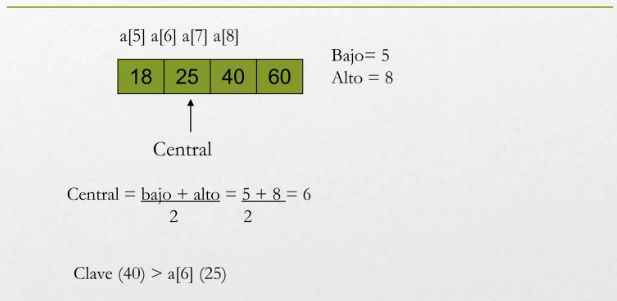 a[5] a[6] a[7] a[8]
18 25 40 60
Bajo= 5
Alto = 8
Central
Central = bajo + alto = 5 + 8 = 6
2 2
Clave (40) > a[6] (25)